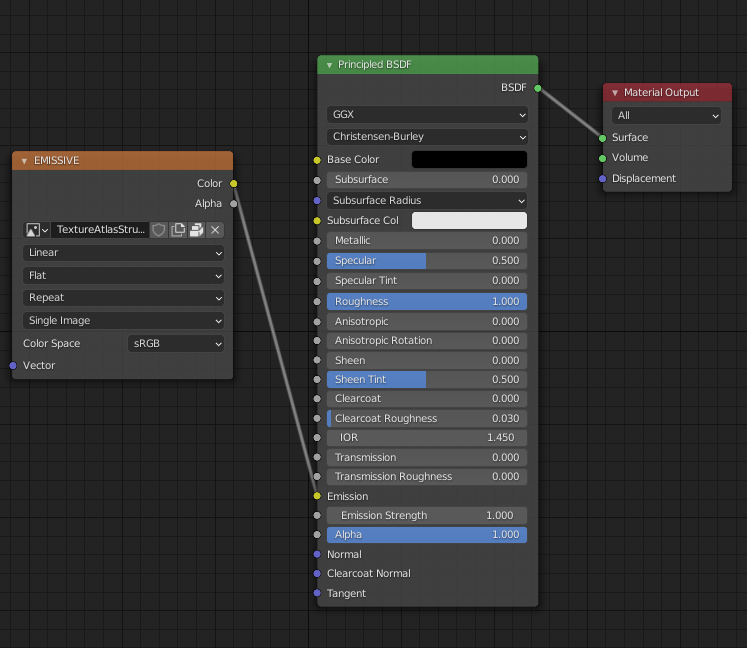 EMISSIVE
Color
Alpha
TextureAtlasStru...
Linear
Flat
Repeat
Single Image
Color Space sRGB
Vector
Principled BSDF
BSDF
GGX
Christensen-Burley
Base Color
Subsurface 0.000
Subsurface Radius
Subsurface Col
Metallic 0.000
Specular 0.500
Specular Tint 0.000
Roughness 1.000
Anisotropic 0.000
Anisotropic Rotation 0.000
Sheen 0.000
Sheen Tint 0.500
Clearcoat 0.000
Clearcoat Roughness 0.030
IOR 1.450
Transmission 0.000
Transmission Roughness 0.000
Emission
Emission Strength 1.000
Alpha 1.000
Normal
Clearcoat Normal
Tangent
Material Output
All
Surface
Volume
Displacement